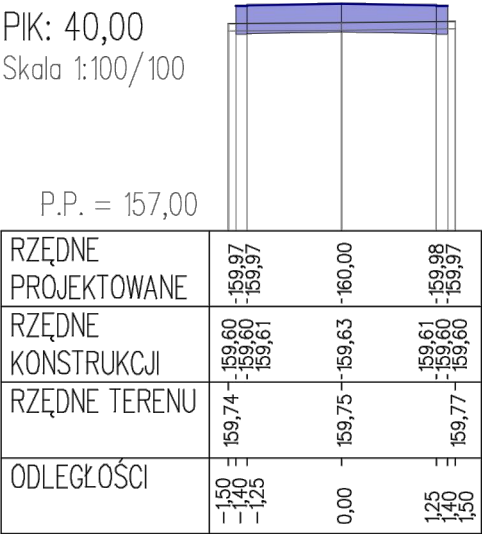 PIK: 40,00
Skala 1:100/100
P.P. = 157,00
RZĘDNE PROJEKTOWANE
159,97 159,97 160,00 159,98 159,97
RZĘDNE KONSTRUKCJI
159,60 159,60 159,61 159,63 159,61 159,60 159,60
RZĘDNE TERENU
159,74 159,75 159,77
ODLEGŁOŚCI
-1,50 -1,40 -1,25 0,00 1,25 1,40 1,50